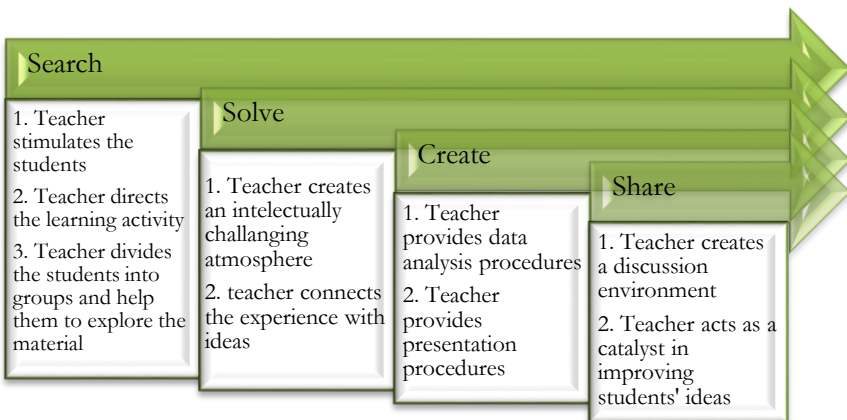 Search
1. Teacher
stimulates the
students
2. Teacher directs
the learning activity
3. Teacher divides
the students into
groups and help
them to explore the
material
Solve
1. Teacher creates
an intelectually
challanging
atmosphere
2. teacher connects
the experience with
ideas
Create
1. Teacher
provides data
analysis procedures
2. Teacher
provides
presentation
procedures
Share
1. Teacher creates
a discussion
environment
2. Teacher acts as a
catalyst in
improving
students' ideas